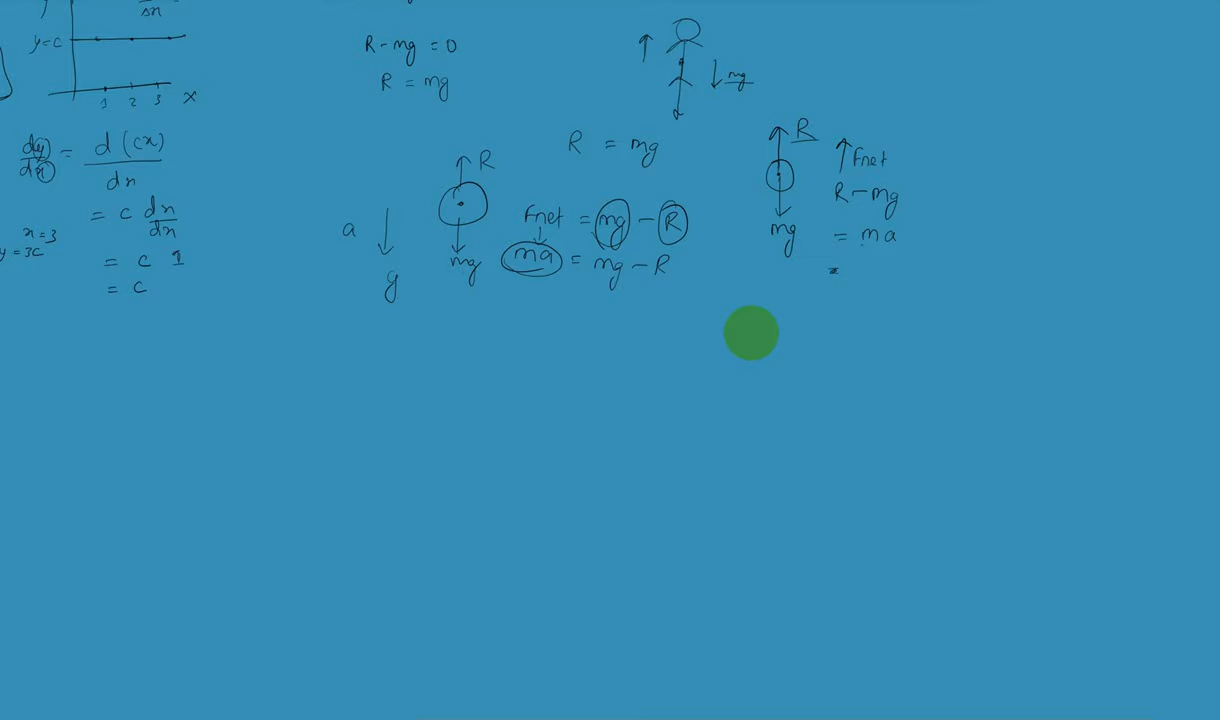 y
sn
y=c
1 2 3 x
dy/dx = d (cx)/dx
= c dx/dx
x=3
y = 3c
= c 1
= c
R - mg = 0
R = mg
mg
R = mg
R
a
g
mg
Fnet = mg - R
ma = mg - R
R
mg
Fnet
R - mg
= ma
=